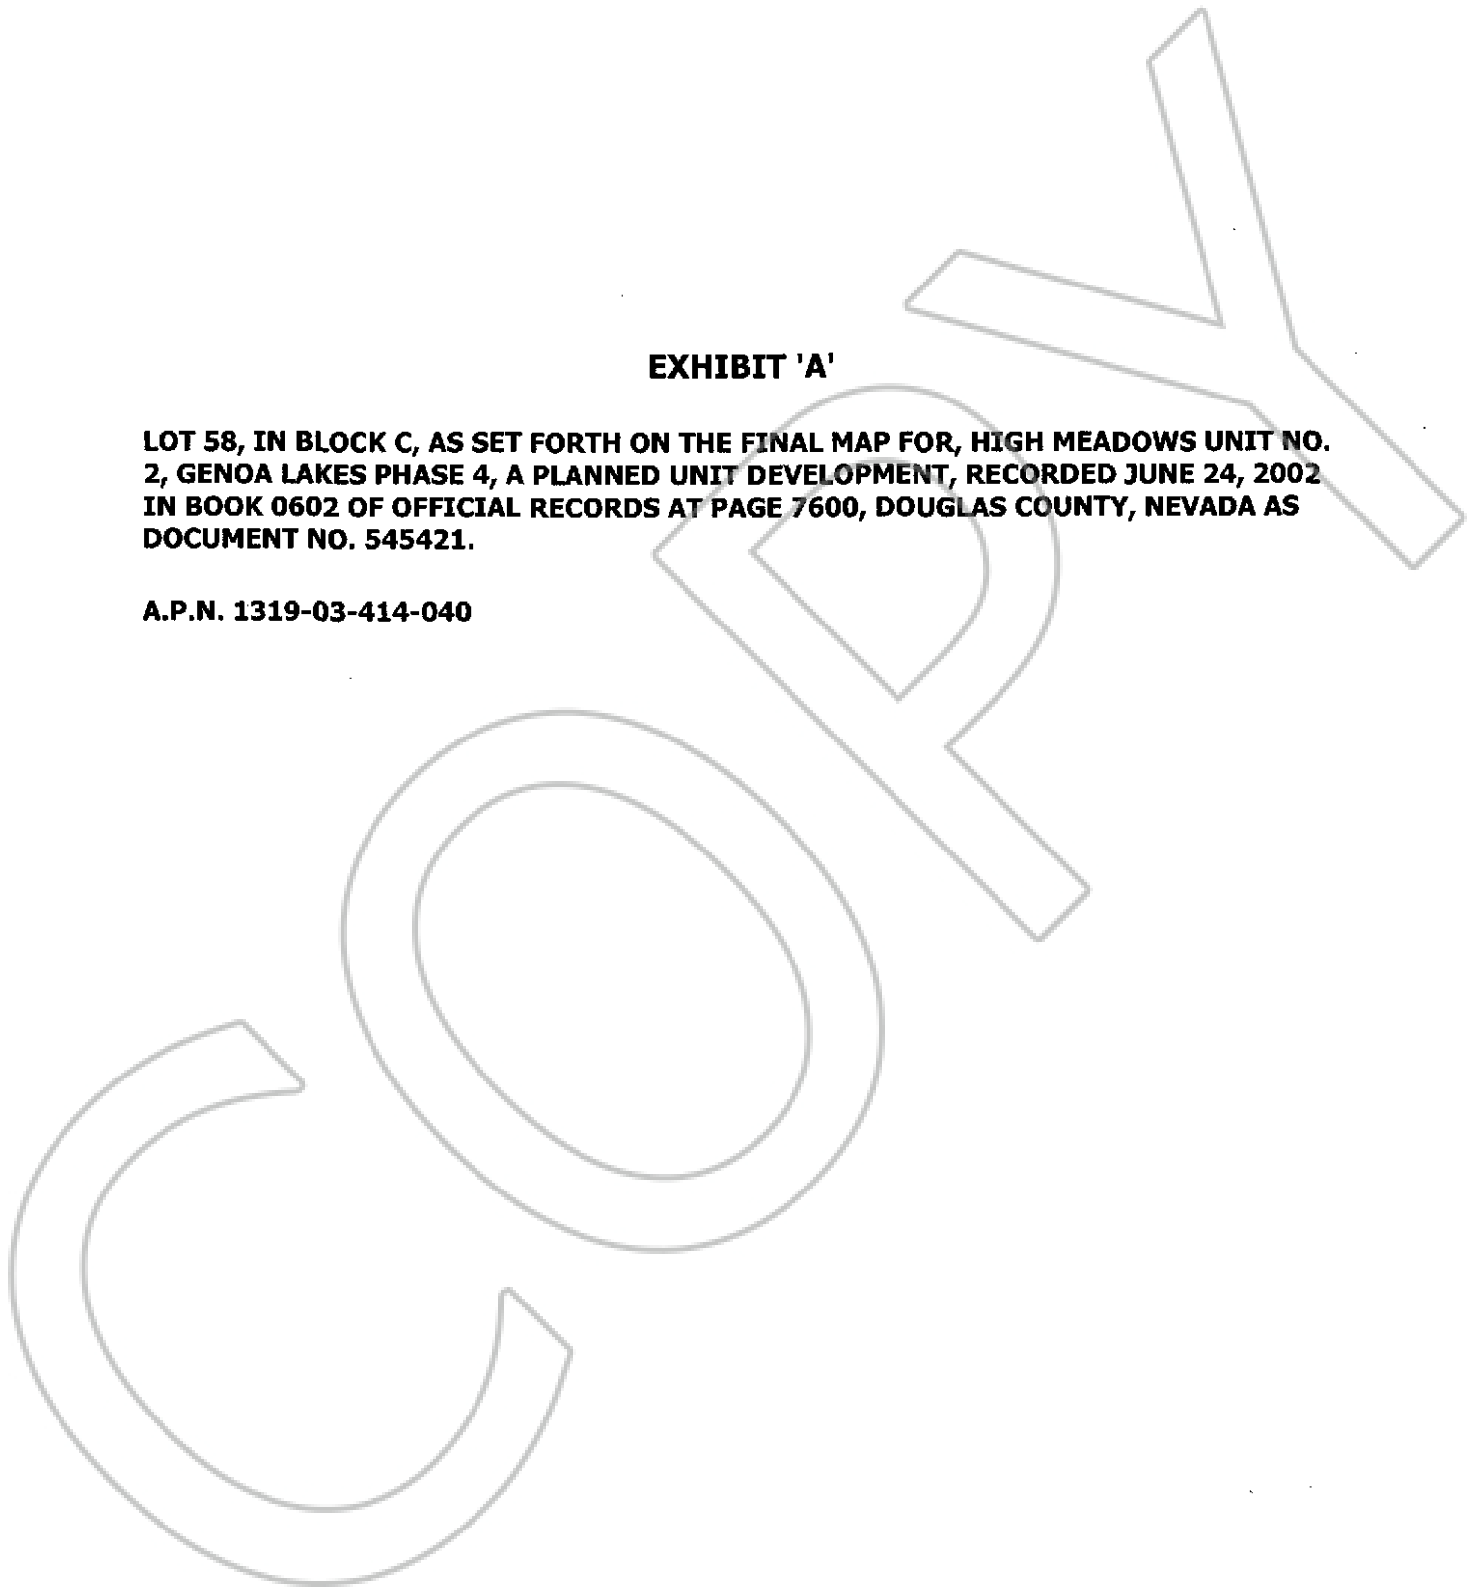 EXHIBIT 'A'
LOT 58, IN BLOCK C, AS SET FORTH ON THE FINAL MAP FOR, HIGH MEADOWS UNIT NO.
2, GENOA LAKES PHASE 4, A PLANNED UNIT DEVELOPMENT, RECORDED JUNE 24, 2002
IN BOOK 0602 OF OFFICIAL RECORDS AT PAGE 7600, DOUGLAS COUNTY, NEVADA AS
DOCUMENT NO. 545421.
A.P.N. 1319-03-414-040
COPY